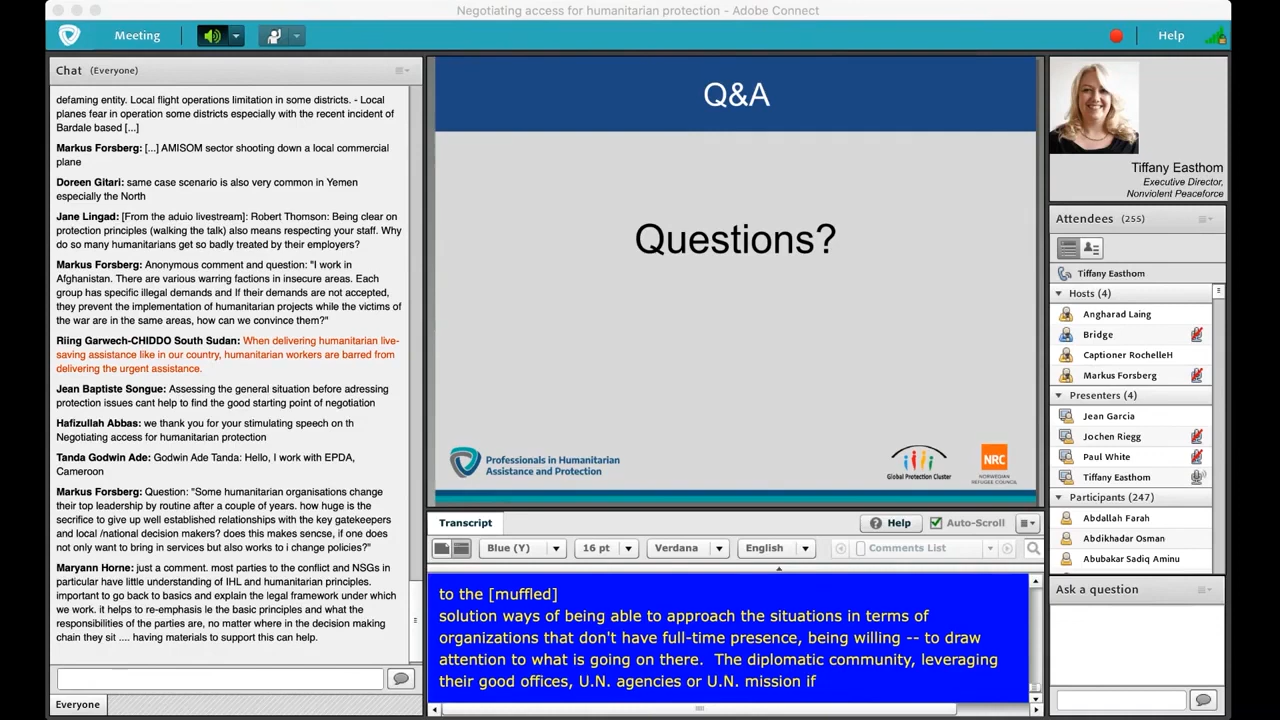 Negotiating access for humanitarian protection - Adobe Connect
Meeting
Help
Chat (Everyone)
defaming entity. Local flight operations limitation in some districts. - Local
planes fear in operation some districts especially with the recent incident of
Bardale based [...]
Markus Forsberg: [...] AMISOM sector shooting down a local commercial
plane
Doreen Gitari: same case scenario is also very common in Yemen
especially the North
Jane Lingad: [From the aduio livestream]: Robert Thomson: Being clear on
protection principles (walking the talk) also means respecting your staff. Why
do so many humanitarians get so badly treated by their employers?
Markus Forsberg: Anonymous comment and question: "I work in
Afghanistan. There are various warring factions in insecure areas. Each
group has specific illegal demands and If their demands are not accepted,
they prevent the implementation of humanitarian projects while the victims of
the war are in the same areas, how can we convince them?"
Riing Garwech-CHIDDO South Sudan: When delivering humanitarian live-
saving assistance like in our country, humanitarian workers are barred from
delivering the urgent assistance.
Jean Baptiste Songue: Assessing the general situation before adressing
protection issues cant help to find the good starting point of negotiation
Hafizullah Abbas: we thank you for your stimulating speech on th
Negotiating access for humanitarian protection
Tanda Godwin Ade: Godwin Ade Tanda: Hello, I work with EPDA,
Cameroon
Markus Forsberg: Question: "Some humanitarian organisations change
their top leadership by routine after a couple of years. how huge is the
secrifice to give up well established relationships with the key gatekeepers
and local /national decision makers? does this makes sencse, if one does
not only want to bring in services but also works to i change policies?"
Maryann Horne: just a comment. most parties to the conflict and NSGs in
particular have little understanding of IHL and humanitarian principles.
important to go back to basics and explain the legal framework under which
we work. it helps to re-emphasis le the basic principles and what the
responsibilities of the parties are, no matter where in the decision making
chain they sit .... having materials to support this can help.
Everyone
Q&A
Questions?
Professionals in Humanitarian
Assistance and Protection
Global Protection Cluster
NRC
NORWEGIAN
REFUGEE COUNCIL
Transcript
Help
Auto-Scroll
Blue (Y)
16 pt
Verdana
English
Comments List
to the [muffled]
solution ways of being able to approach the situations in terms of
organizations that don't have full-time presence, being willing -- to draw
attention to what is going on there. The diplomatic community, leveraging
their good offices, U.N. agencies or U.N. mission if
Tiffany Easthom
Executive Director,
Nonviolent Peaceforce
Attendees (255)
Tiffany Easthom
Hosts (4)
Angharad Laing
Bridge
Captioner RochelleH
Markus Forsberg
Presenters (4)
Jean Garcia
Jochen Riegg
Paul White
Tiffany Easthom
Participants (247)
Abdallah Farah
Abdikhadar Osman
Abubakar Sadiq Aminu
Ask a question